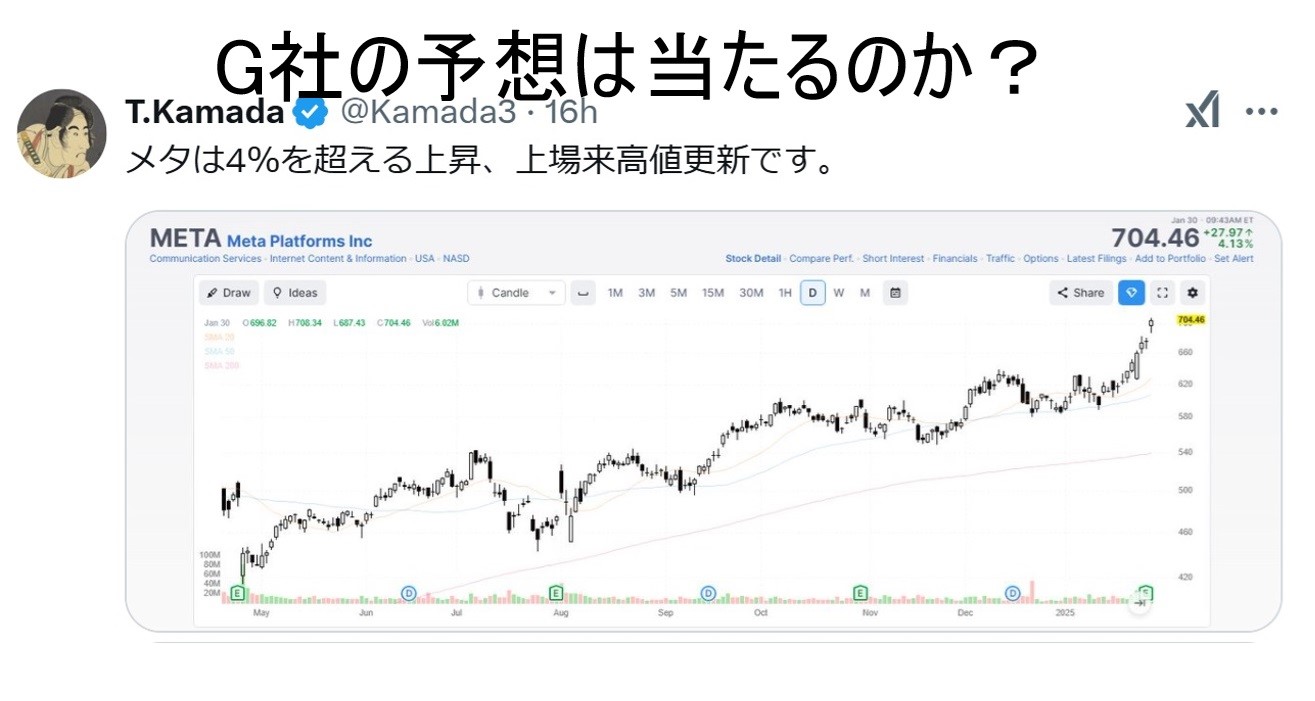 G社の予想は当たるのか？
T.Kamada @Kamada3 · 16h
メタは4%を超える上昇、上場来高値更新です。
Jan 30 · 09:43AM ET
META Meta Platforms Inc 704.46 +27.97↑
4.13%
Communication Services · Internet Content & Information · USA · NASD
Stock Detail · Compare Perf. · Short Interest · Financials · Traffic · Options · Latest Filings · Add to Portfolio · Set Alert
Draw Ideas Candle 1M 3M 5M 15M 30M 1H D W M Share
Jan 30 O696.82 H708.34 L687.43 C704.46 Vol6.02M
SMA 20
SMA 50
SMA 200
704.46
660
620
580
540
500
460
420
100M
80M
60M
40M
20M
E D E D E D E
May Jun Jul Aug Sep Oct Nov Dec 2025